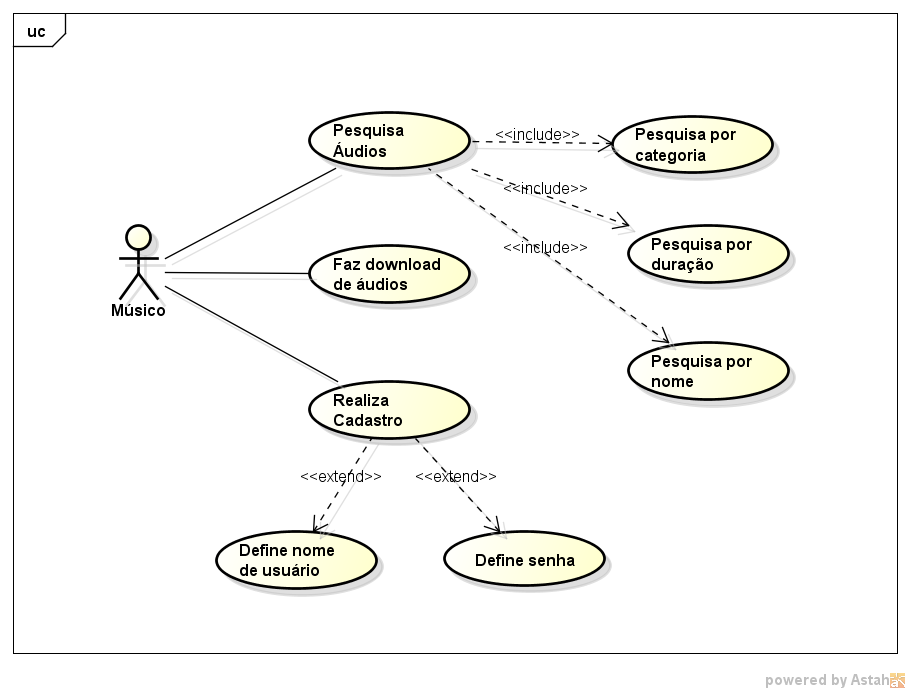 uc
Pesquisa
Áudios
<<include>>
Pesquisa por
categoria
<<include>>
Pesquisa por
duração
<<include>>
Faz download
de áudios
Músico
Pesquisa por
nome
Realiza
Cadastro
<<extend>>
<<extend>>
Define nome
de usuário
Define senha
powered by Astah